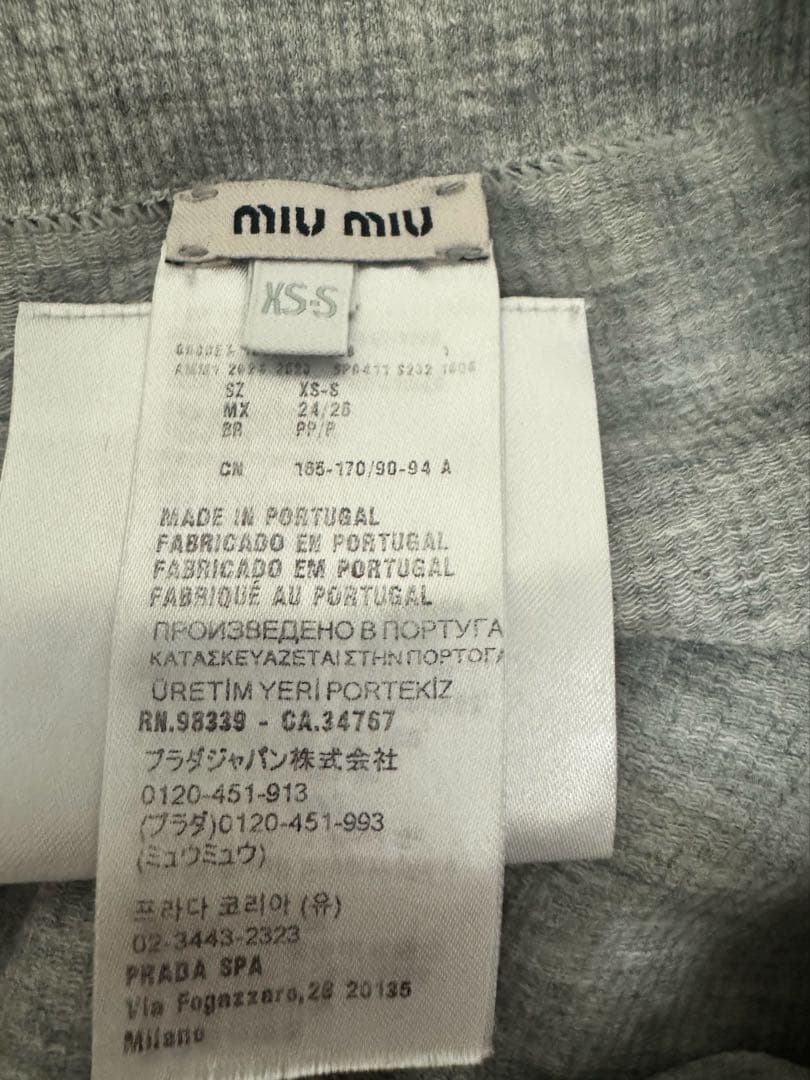 miu miu
XS-S
SZ XS-S
MX 24/26
BR PP/P
CN 165-170/90-94 A
MADE IN PORTUGAL
FABRICADO EN PORTUGAL
FABRICADO EM PORTUGAL
FABRIQUÉ AU PORTUGAL
ПРОИЗВЕДЕНО В ПОРТУГА
ΚΑΤΑΣΚΕΥΑΖΕΤΑΙ ΣΤΗΝ ΠΟΡΤΟΓΑ
ÜRETİM YERİ PORTEKİZ
RN.98339 - CA.34767
プラダジャパン株式会社
0120-451-913
(プラダ)0120-451-993
(ミュウミュウ)
프라다 코리아 (유)
02-3443-2323
PRADA SPA
Via Fogazzaro,28 20135
Milano